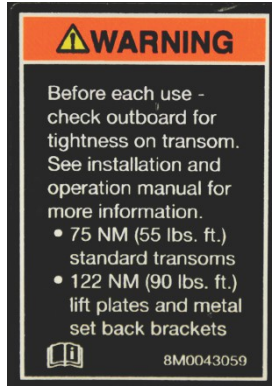 WARNING
Before each use -
check outboard for
tightness on transom.
See installation and
operation manual for
more information.
• 75 NM (55 lbs. ft.)
standard transoms
• 122 NM (90 lbs. ft.)
lift plates and metal
set back brackets
8M0043059